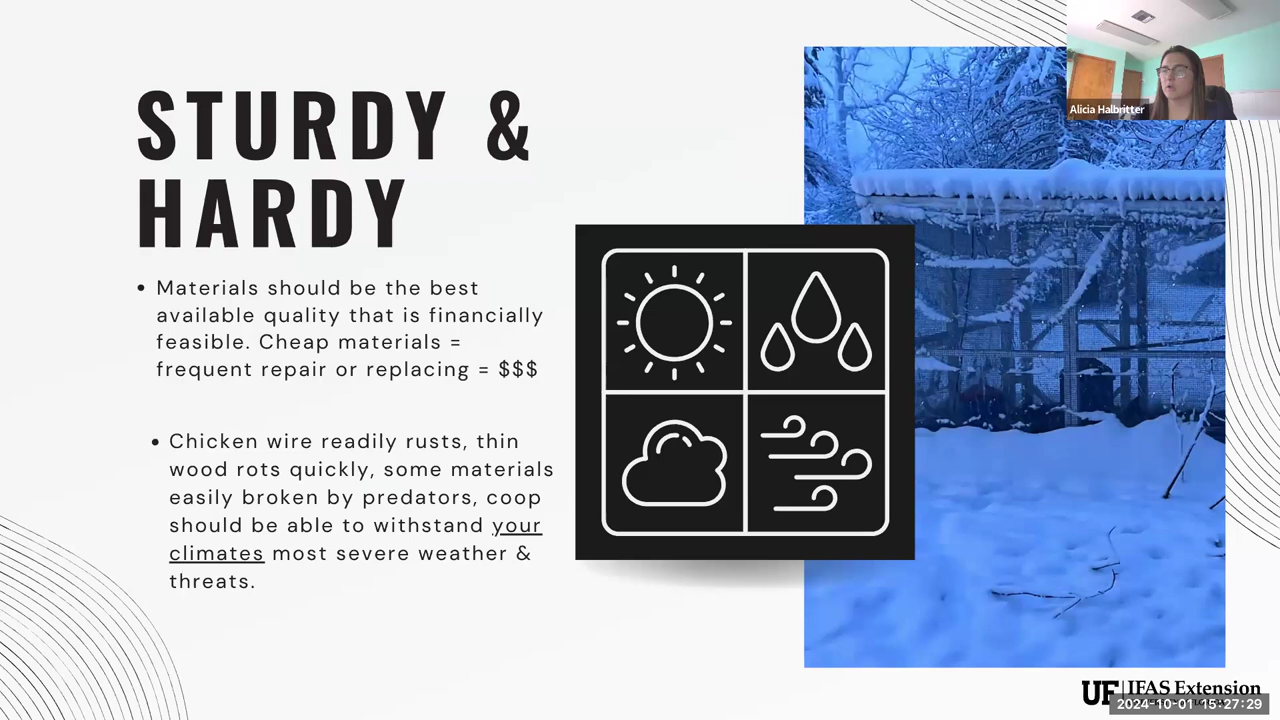 STURDY &
HARDY
• Materials should be the best
available quality that is financially
feasible. Cheap materials =
frequent repair or replacing = $$$
• Chicken wire readily rusts, thin
wood rots quickly, some materials
easily broken by predators, coop
should be able to withstand your
climates most severe weather &
threats.
Alicia Halbritter
UF IFAS Extension
2024-10-01 15:27:29